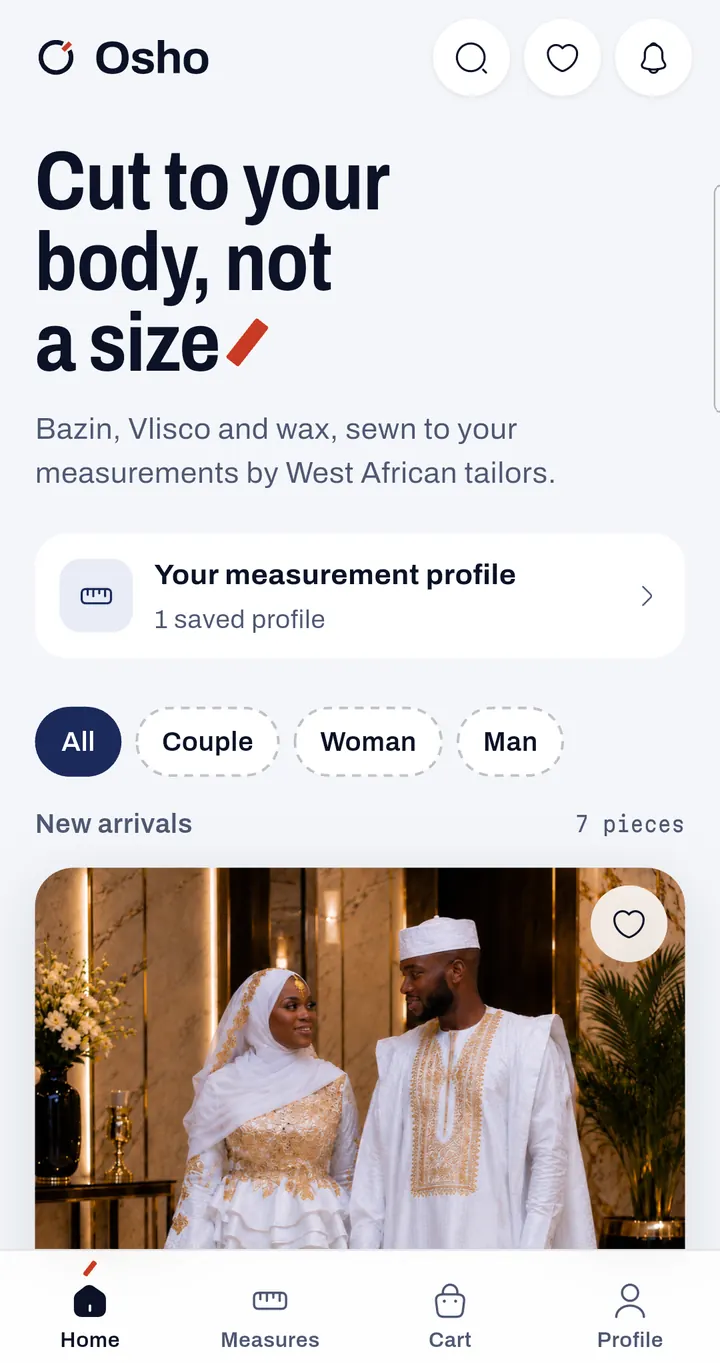 Osho
Cut to your
body, not
a size
Bazin, Vlisco and wax, sewn to your
measurements by West African tailors.
Your measurement profile
1 saved profile
All
Couple
Woman
Man
New arrivals
7 pieces
Home
Measures
Cart
Profile